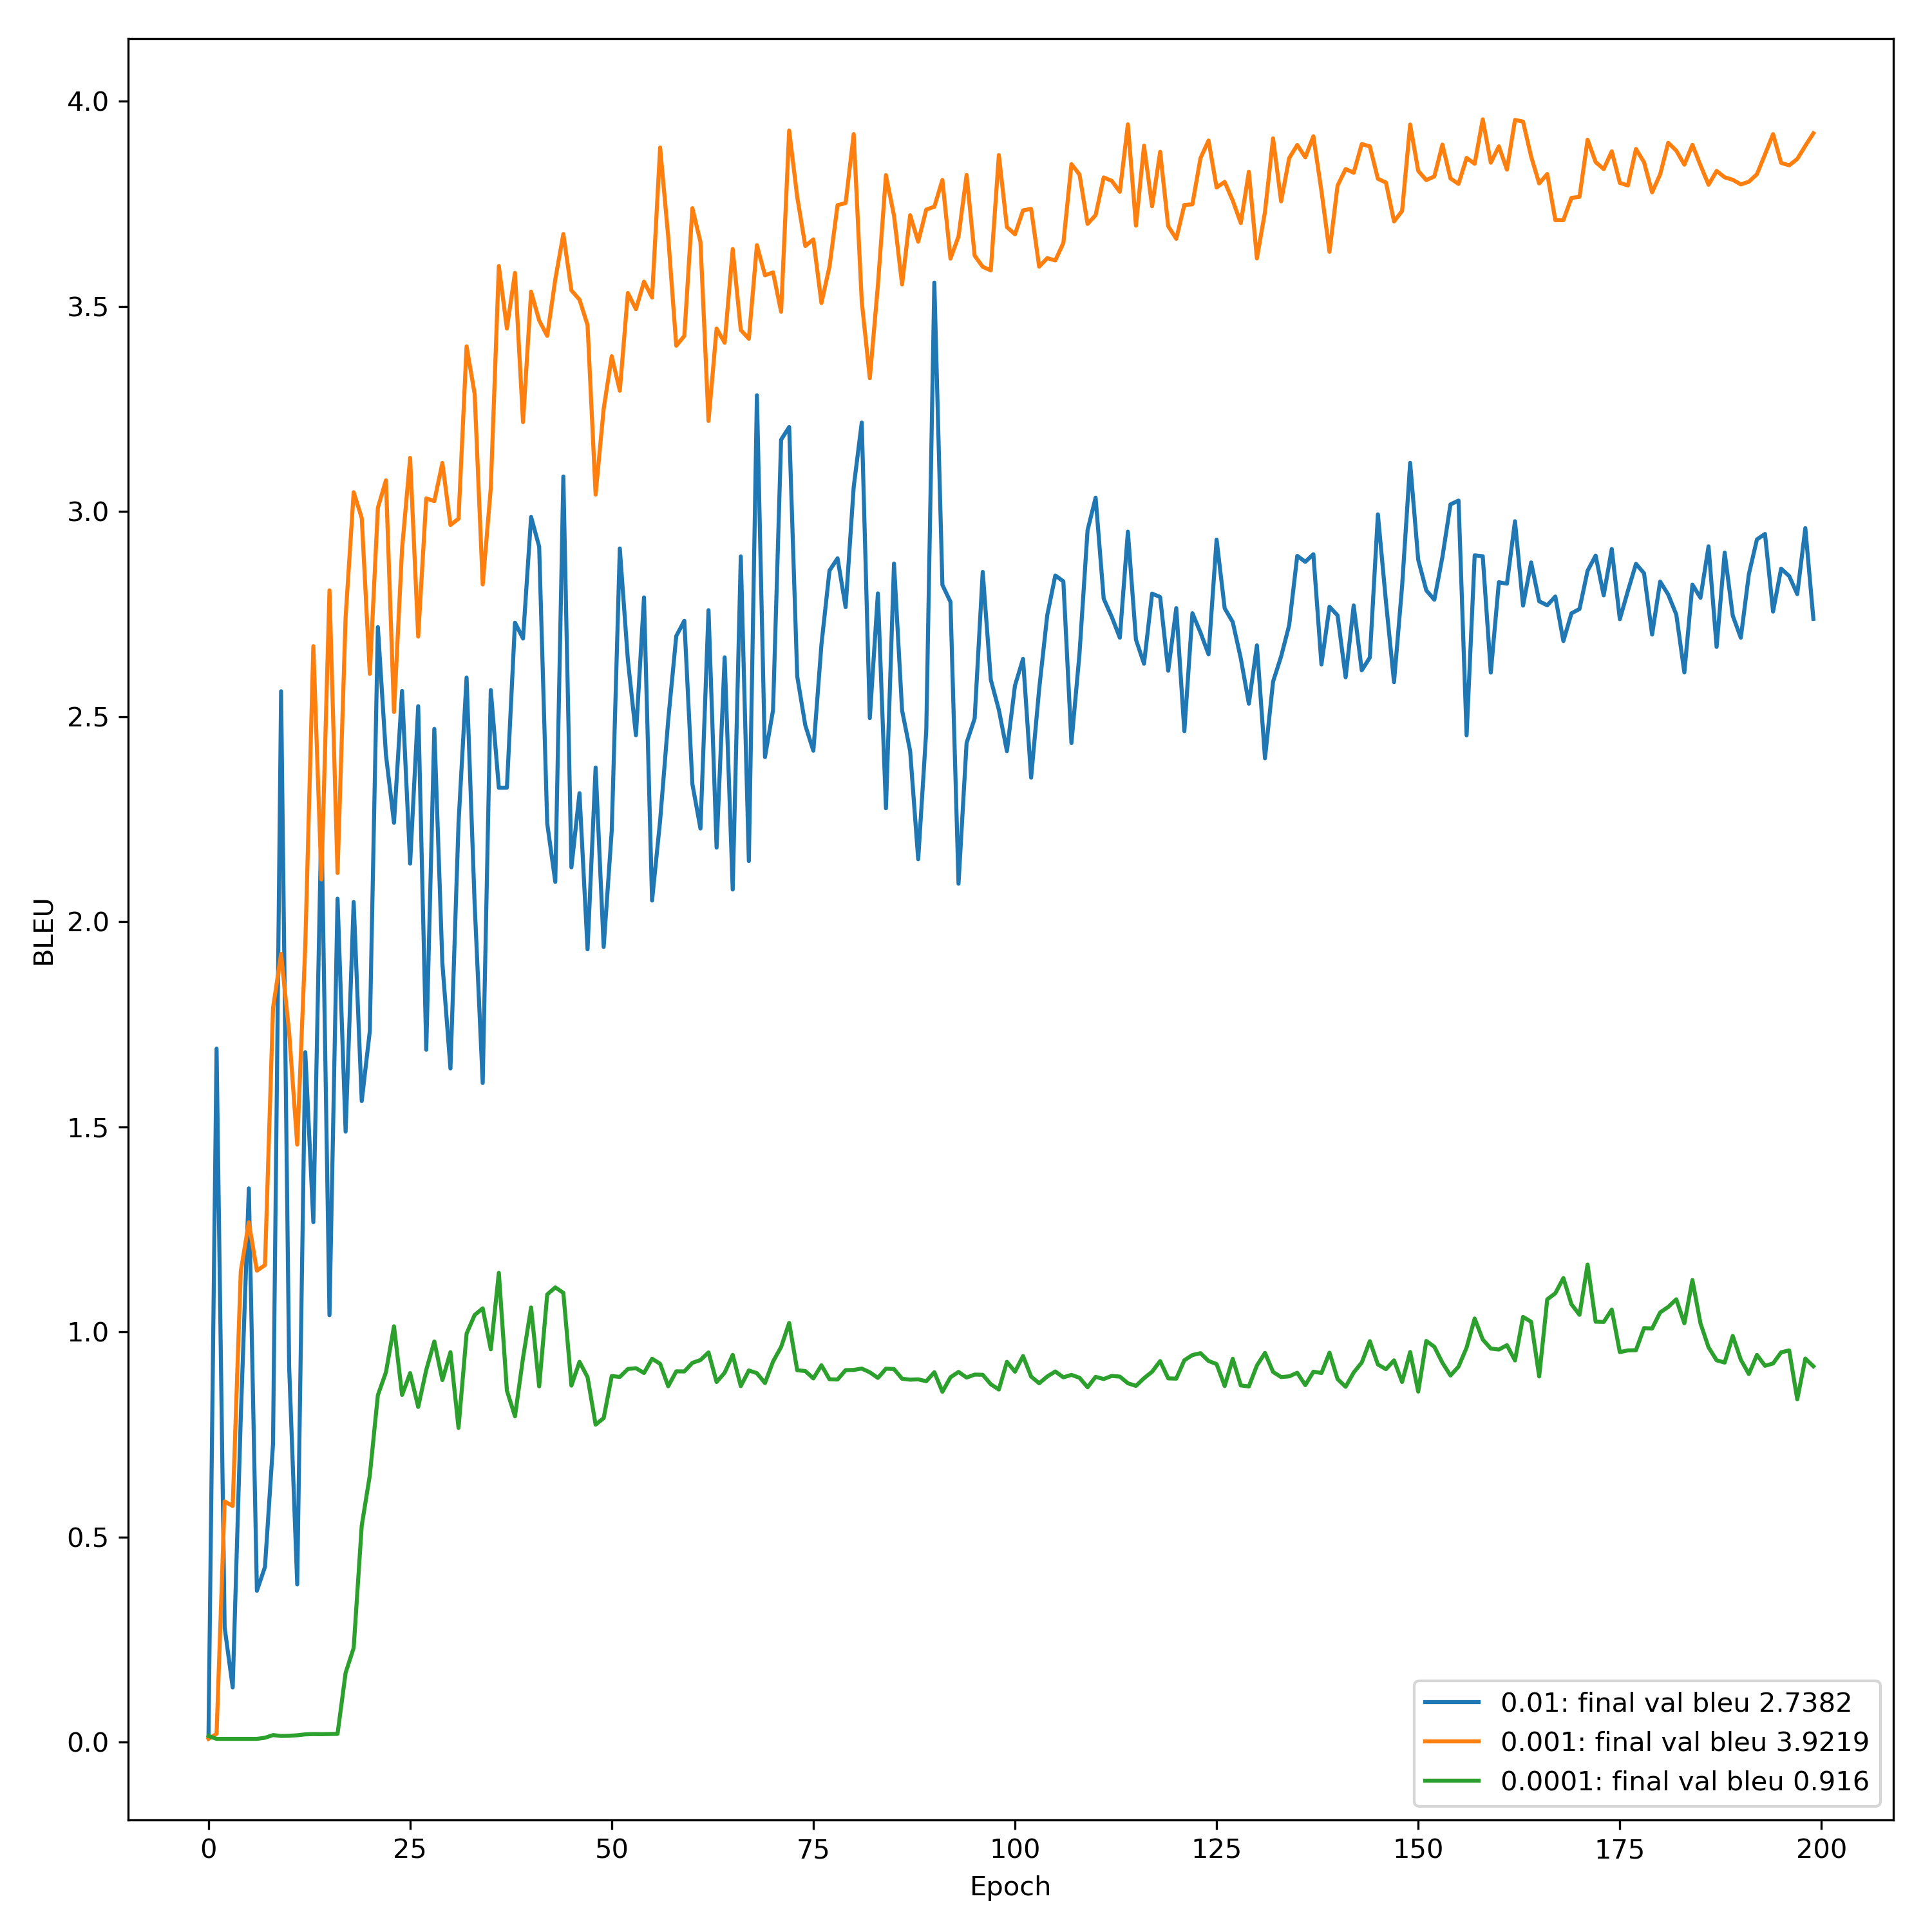 4.0
3.5
3.0
2.5
2.0
1.5
1.0
0.5
0.0
BLEU
0 25 50 75 100 125 150 175 200
Epoch
0.01: final val bleu 2.7382
0.001: final val bleu 3.9219
0.0001: final val bleu 0.916